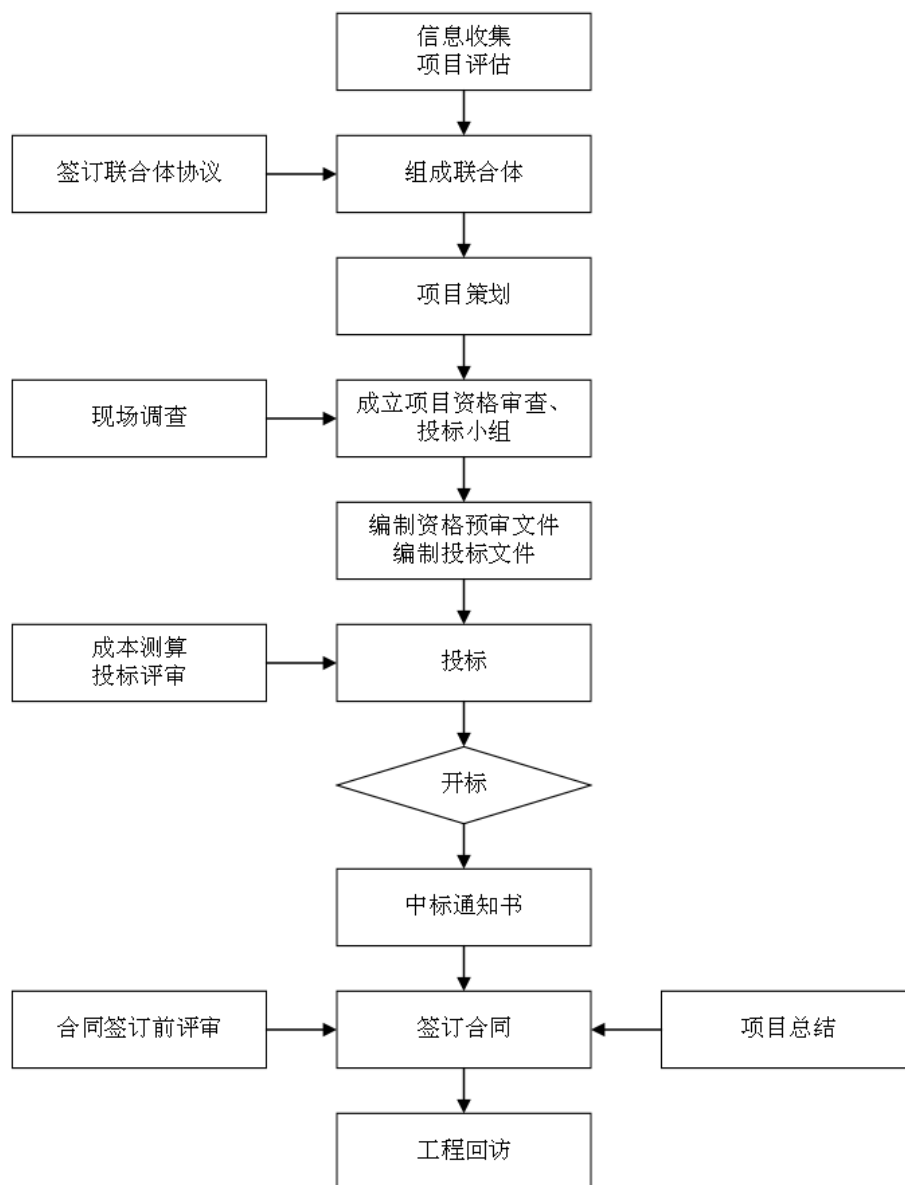 信息收集
项目评估
签订联合体协议
组成联合体
项目策划
现场调查
成立项目资格审查、
投标小组
编制资格预审文件
编制投标文件
成本测算
投标评审
投标
开标
中标通知书
合同签订前评审
签订合同
项目总结
工程回访